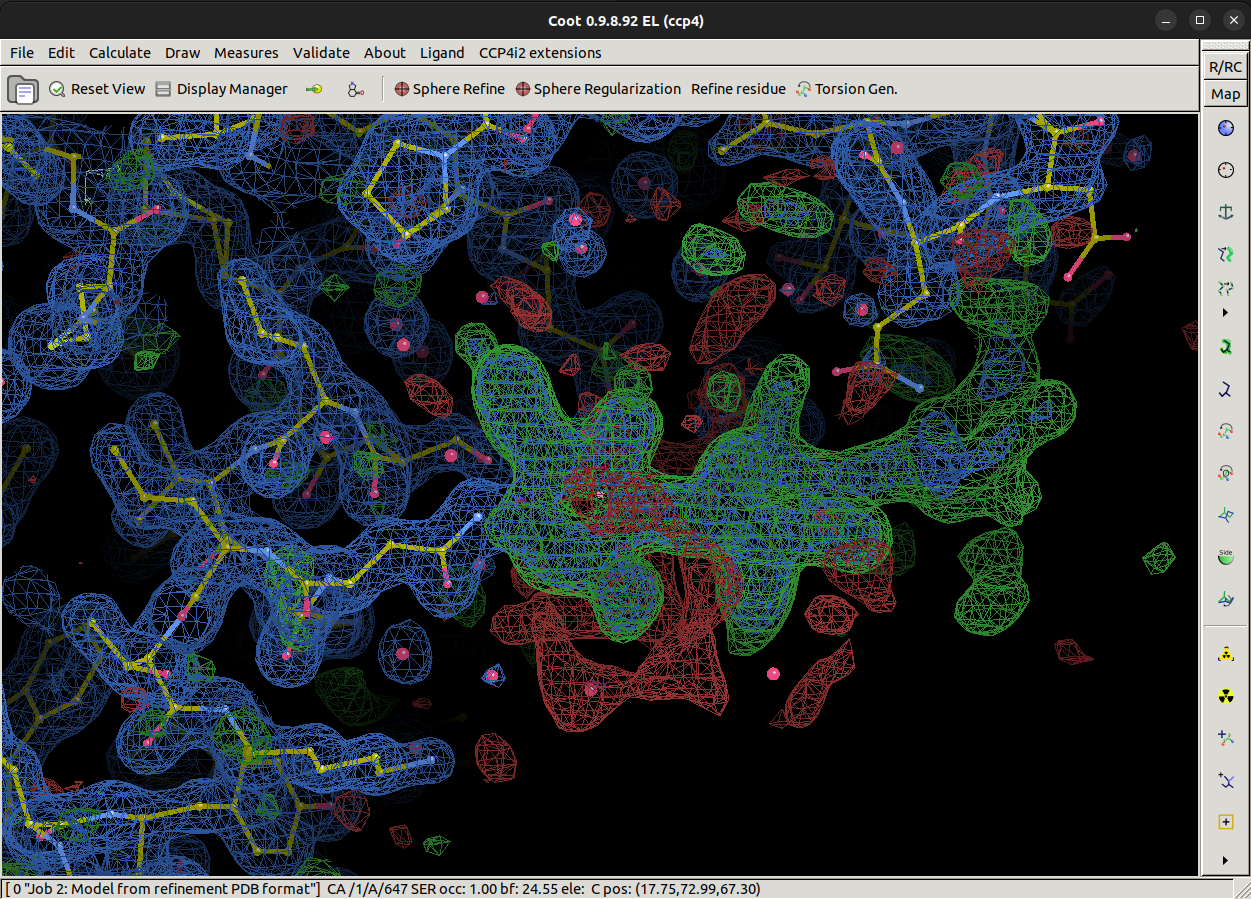 Coot 0.9.8.92 EL (ccp4)
File Edit Calculate Draw Measures Validate About Ligand CCP4i2 extensions
R/RC
Reset View Display Manager Sphere Refine Sphere Regularization Refine residue Torsion Gen.
Map
Side
[ 0 "Job 2: Model from refinement PDB format"] CA /1/A/647 SER occ: 1.00 bf: 24.55 ele: C pos: (17.75,72.99,67.30)